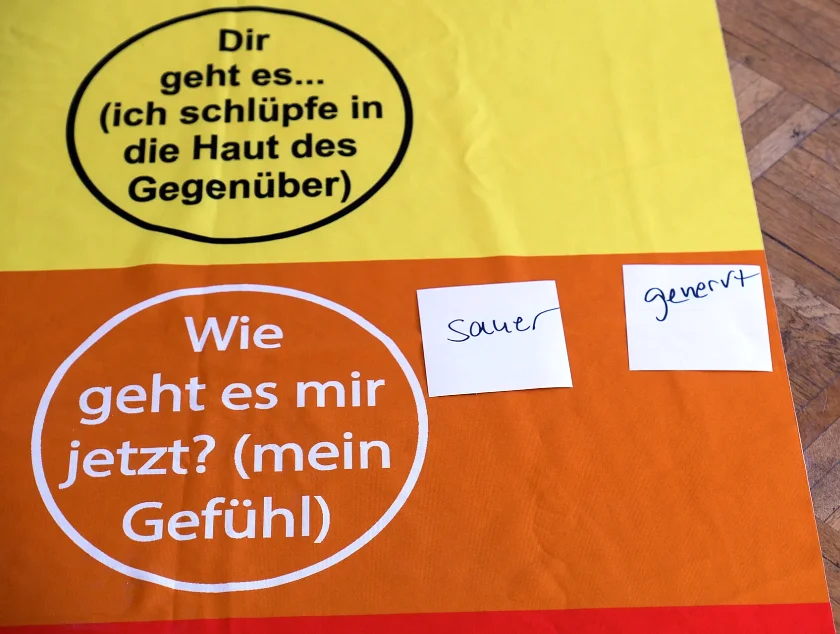 Dir
geht es...
(ich schlüpfe in
die Haut des
Gegenüber)
Wie
geht es mir
jetzt? (mein
Gefühl)
sauer
genervt